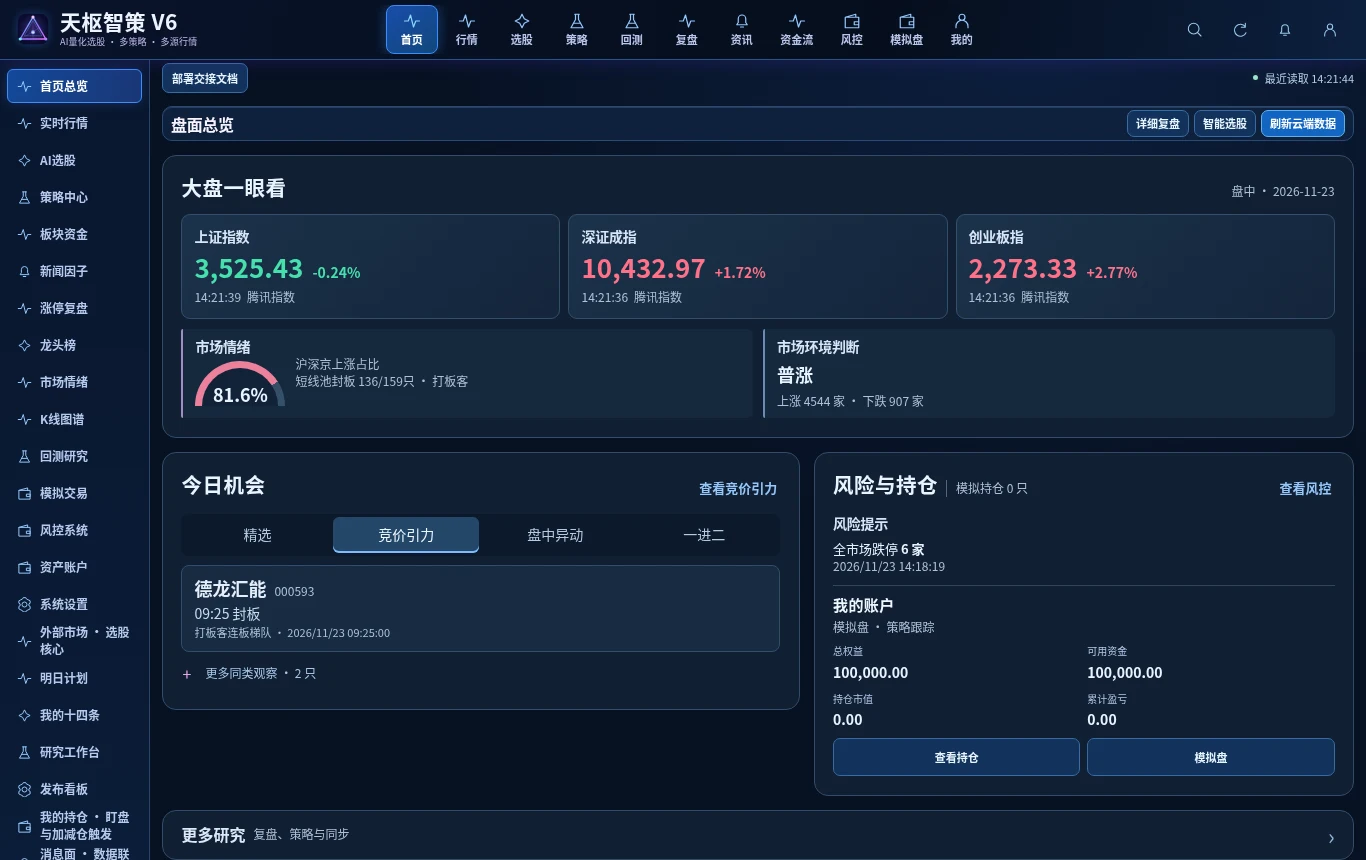 天枢智策 V6
AI量化选股 • 多策略 • 多源行情
首页
行情
选股
策略
回测
复盘
资讯
资金流
风控
模拟盘
我的
首页总览
实时行情
AI选股
策略中心
板块资金
新闻因子
涨停复盘
龙头榜
市场情绪
K线图谱
回测研究
模拟交易
风控系统
资产账户
系统设置
外部市场 • 选股
核心
明日计划
我的十四条
研究工作台
发布看板
我的持仓 • 盯盘
与加减仓触发
消息面 • 数据联
部署交接文档
最近读取 14:21:44
盘面总览
详细复盘
智能选股
刷新云端数据
大盘一眼看
盘中 • 2026-11-23
上证指数
3,525.43 -0.24%
14:21:39 腾讯指数
深证成指
10,432.97 +1.72%
14:21:36 腾讯指数
创业板指
2,273.33 +2.77%
14:21:36 腾讯指数
市场情绪
81.6%
沪深京上涨占比
短线池封板 136/159只 • 打板客
市场环境判断
普涨
上涨 4544 家 • 下跌 907 家
今日机会
查看竞价引力
精选
竞价引力
盘中异动
一进二
德龙汇能 000593
09:25 封板
打板客连板梯队 • 2026/11/23 09:25:00
+ 更多同类观察 • 2 只
风险与持仓 模拟持仓 0 只
查看风控
风险提示
全市场跌停 6 家
2026/11/23 14:18:19
我的账户
模拟盘 • 策略跟踪
总权益
100,000.00
可用资金
100,000.00
持仓市值
0.00
累计盈亏
0.00
查看持仓
模拟盘
更多研究 复盘、策略与同步